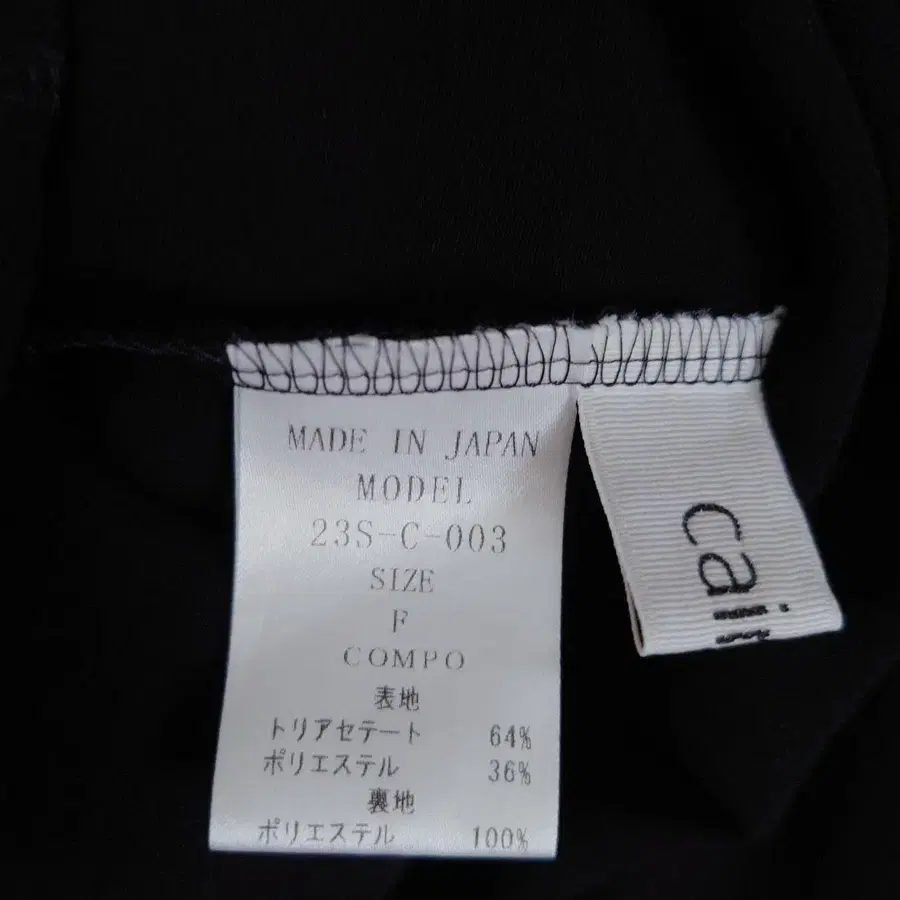 MADE IN JAPAN
MODEL
23S-C-003
SIZE
F
COMPO
表地
トリアセテート 64%
ポリエステル 36%
裏地
ポリエステル 100%
cai